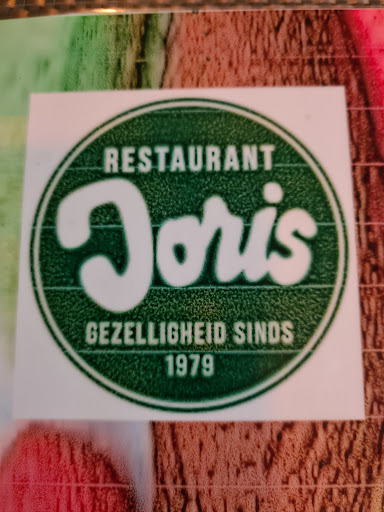 RESTAURANT
Joris
GEZELLIGHEID SINDS
1979